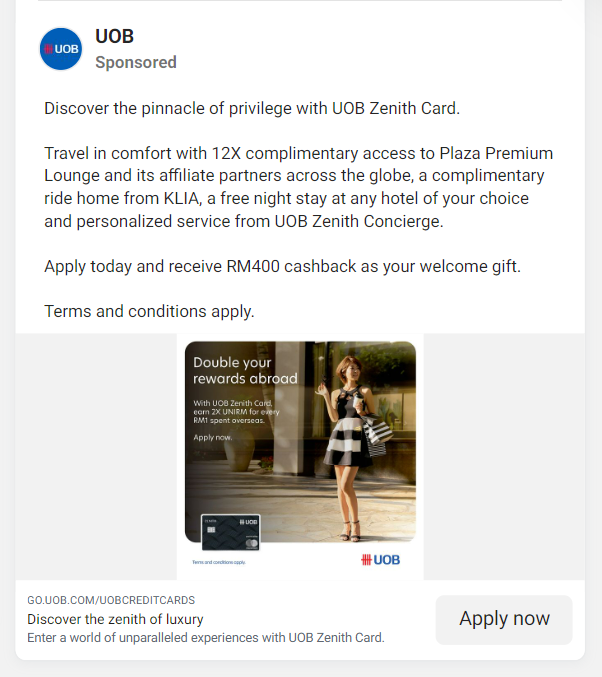 UOB
UOB
Sponsored
Discover the pinnacle of privilege with UOB Zenith Card.
Travel in comfort with 12X complimentary access to Plaza Premium
Lounge and its affiliate partners across the globe, a complimentary
ride home from KLIA, a free night stay at any hotel of your choice
and personalized service from UOB Zenith Concierge.
Apply today and receive RM400 cashback as your welcome gift.
Terms and conditions apply.
Double your
rewards abroad
With UOB Zenith Card,
earn 2X UNIRM for every
RM1 spent overseas.
Apply now.
UOB
Terms and conditions apply.
UOB
GO.UOB.COM/UOBCREDITCARDS
Discover the zenith of luxury
Enter a world of unparalleled experiences with UOB Zenith Card.
Apply now